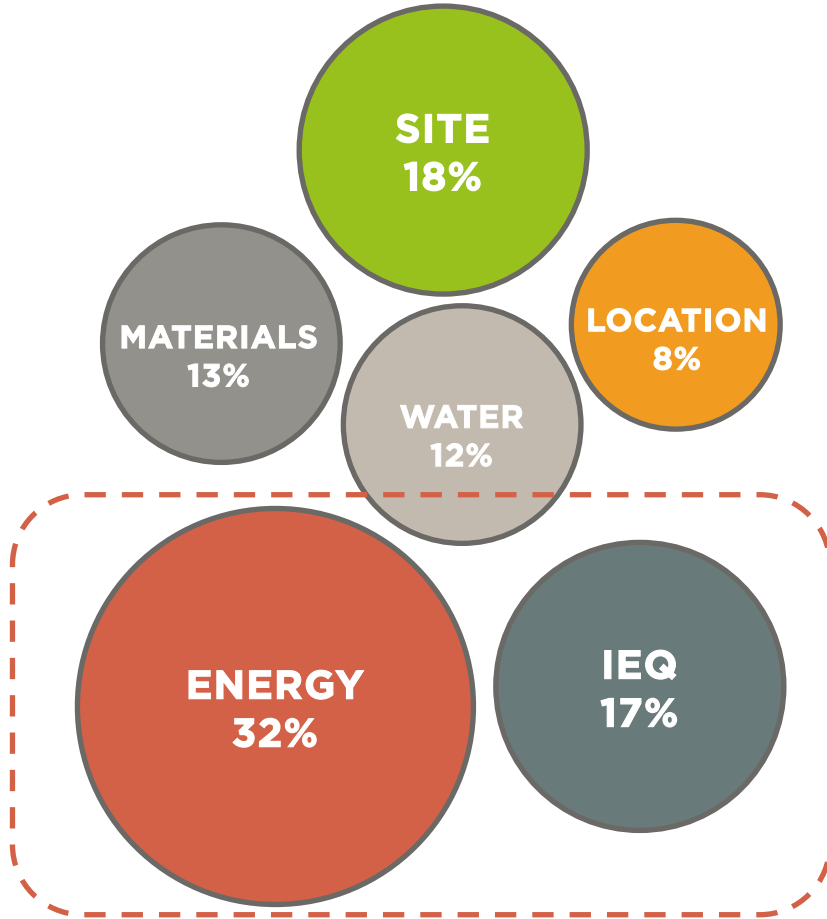 SITE
18%
MATERIALS
13%
LOCATION
8%
WATER
12%
ENERGY
32%
IEQ
17%